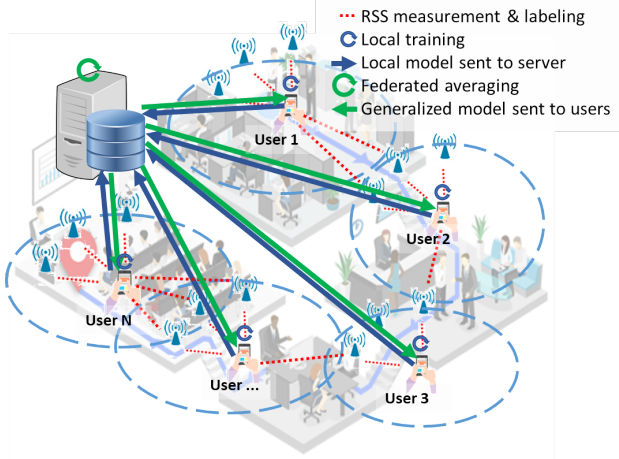 RSS measurement & labeling
Local training
Local model sent to server
Federated averaging
Generalized model sent to users
User 1
User 2
User N
User ...
User 3